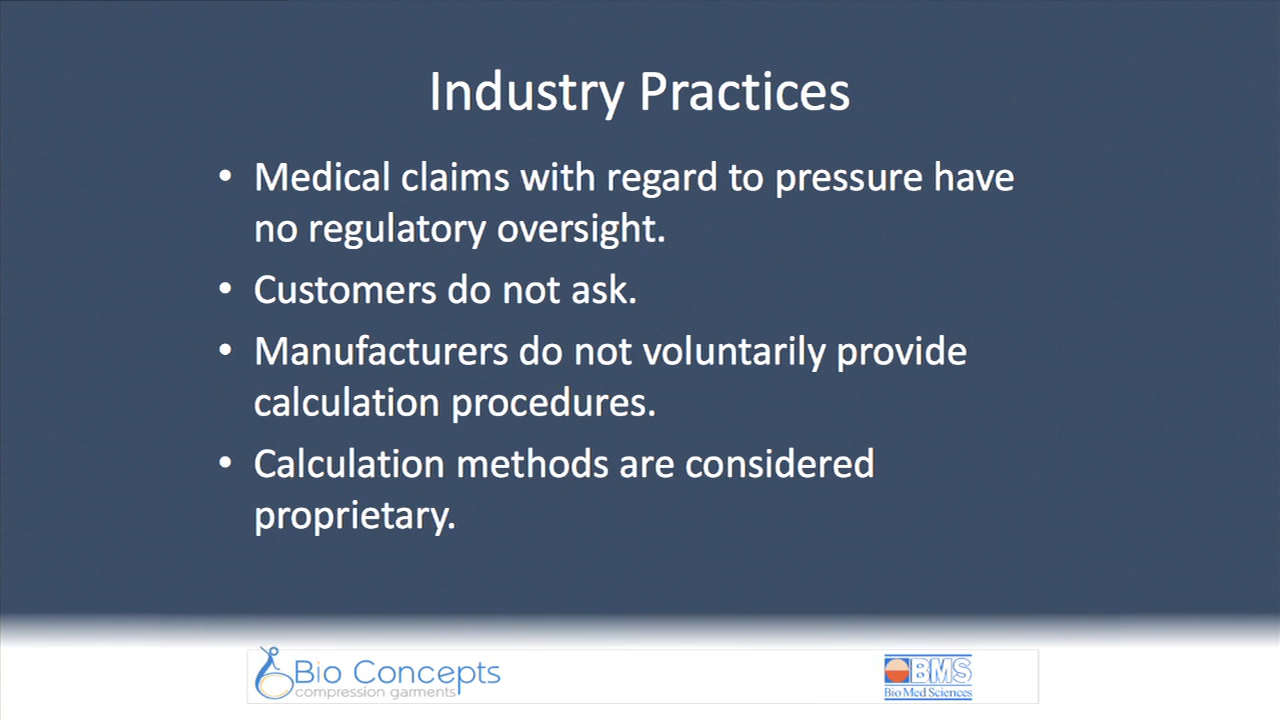 Industry Practices
• Medical claims with regard to pressure have
no regulatory oversight.
• Customers do not ask.
• Manufacturers do not voluntarily provide
calculation procedures.
• Calculation methods are considered
proprietary.
Bio Concepts
compression garments
BMS
Bio Med Sciences